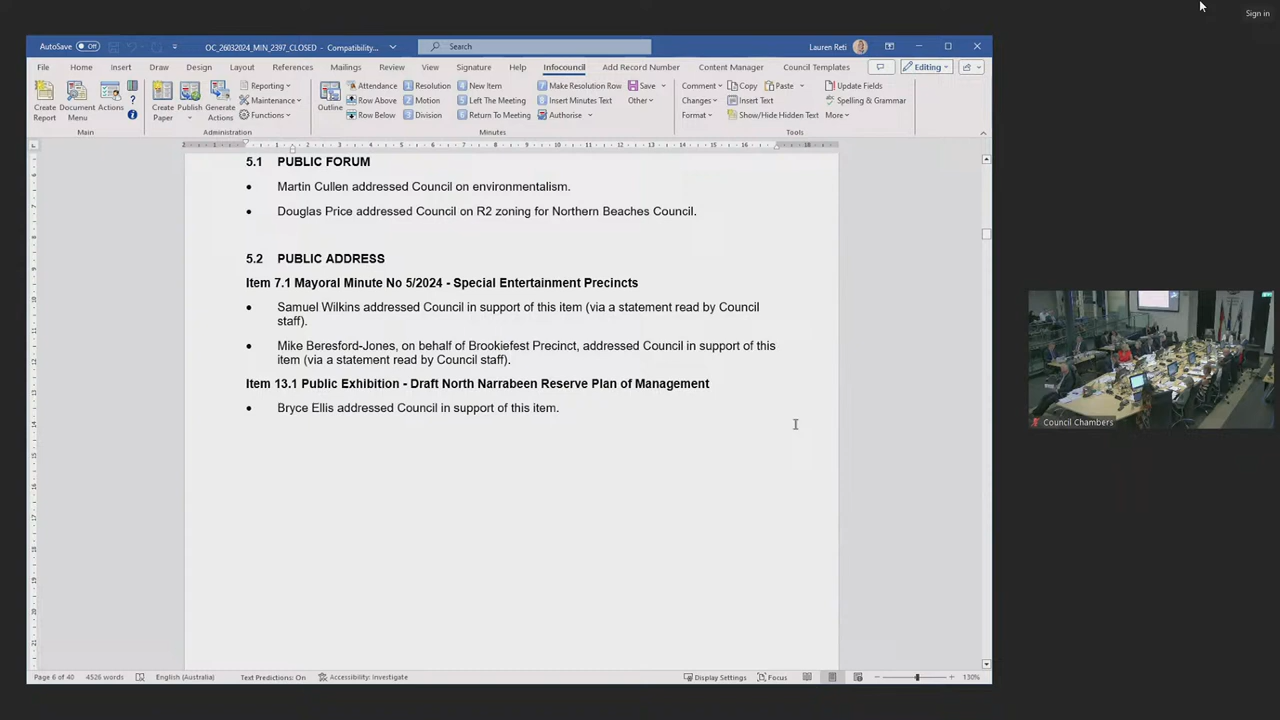 Sign in
AutoSave Off OC_26032024_MIN_2397_CLOSED - Compatibility... Search Lauren Reti
File Home Insert Draw Design Layout References Mailings Review View Signature Help Infocouncil Add Record Number Content Manager Council Templates Editing
Create Report Document Menu Actions Create Paper Publish Generate Actions Reporting Maintenance Functions Outline Attendance Row Above Row Below Resolution Motion Division New Item Left The Meeting Return To Meeting Make Resolution Row Insert Minutes Text Authorise Save Other Comment Changes Format Copy Paste Insert Text Show/Hide Hidden Text Update Fields Spelling & Grammar More
Main Administration Minutes Tools
5.1 PUBLIC FORUM
• Martin Cullen addressed Council on environmentalism.
• Douglas Price addressed Council on R2 zoning for Northern Beaches Council.
5.2 PUBLIC ADDRESS
Item 7.1 Mayoral Minute No 5/2024 - Special Entertainment Precincts
• Samuel Wilkins addressed Council in support of this item (via a statement read by Council
staff).
• Mike Beresford-Jones, on behalf of Brookiefest Precinct, addressed Council in support of this
item (via a statement read by Council staff).
Item 13.1 Public Exhibition - Draft North Narrabeen Reserve Plan of Management
• Bryce Ellis addressed Council in support of this item.
Council Chambers
Page 6 of 40 4526 words English (Australia) Text Predictions: On Accessibility: Investigate Display Settings Focus 130%